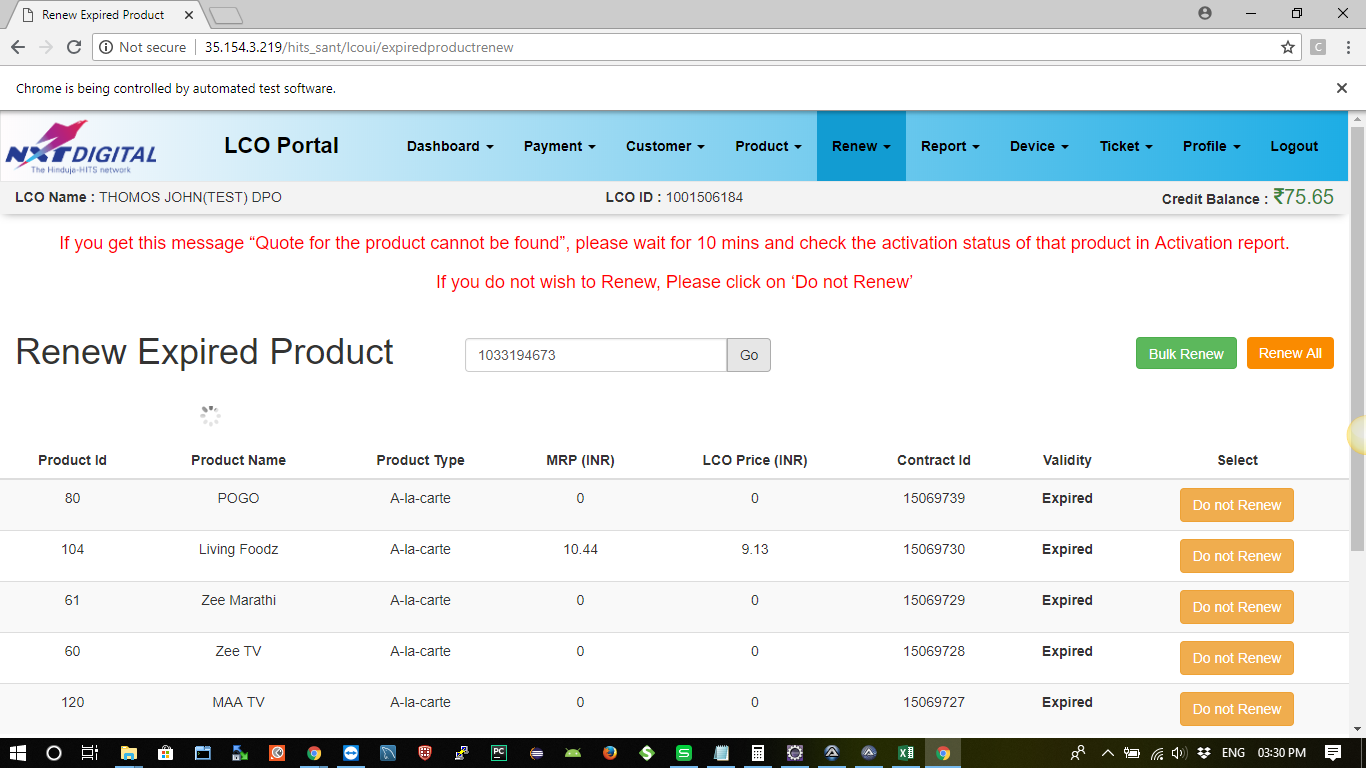 Renew Expired Product
Not secure 35.154.3.219/hits_sant/lcoui/expiredproductrenew
C
Chrome is being controlled by automated test software.
NXT DIGITAL
The Hinduja-HITS network
LCO Portal Dashboard Payment Customer Product Renew Report Device Ticket Profile Logout
LCO Name : THOMOS JOHN(TEST) DPO LCO ID : 1001506184 Credit Balance : ₹75.65
If you get this message “Quote for the product cannot be found”, please wait for 10 mins and check the activation status of that product in Activation report.
If you do not wish to Renew, Please click on ‘Do not Renew’
Renew Expired Product 1033194673 Go Bulk Renew Renew All
Product Id Product Name Product Type MRP (INR) LCO Price (INR) Contract Id Validity Select
80 POGO A-la-carte 0 0 15069739 Expired Do not Renew
104 Living Foodz A-la-carte 10.44 9.13 15069730 Expired Do not Renew
61 Zee Marathi A-la-carte 0 0 15069729 Expired Do not Renew
60 Zee TV A-la-carte 0 0 15069728 Expired Do not Renew
120 MAA TV A-la-carte 0 0 15069727 Expired Do not Renew
PC S ENG 03:30 PM